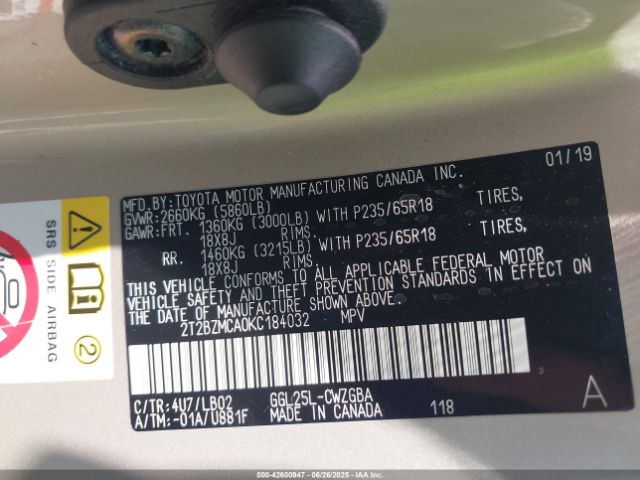 MFD.BY:TOYOTA MOTOR MANUFACTURING CANADA INC. 01/19
GVWR:2660KG (5860LB)
GAWR:FRT. 1360KG (3000LB) WITH P235/65R18 TIRES,
18X8J RIMS
RR. 1460KG (3215LB) WITH P235/65R18 TIRES,
18X8J RIMS
THIS VEHICLE CONFORMS TO ALL APPLICABLE FEDERAL MOTOR
VEHICLE SAFETY AND THEFT PREVENTION STANDARDS IN EFFECT ON
THE DATE OF MANUFACTURE SHOWN ABOVE.
2T2BZMCA0KC184032 MPV
C/TR:4U7/LB02 GGL25L-CWZGBA
A/TM:-01A/U881F MADE IN CANADA 118 A
SRS SIDE AIRBAG
2
000-42600947 - 06/26/2025 - IAAI.COM